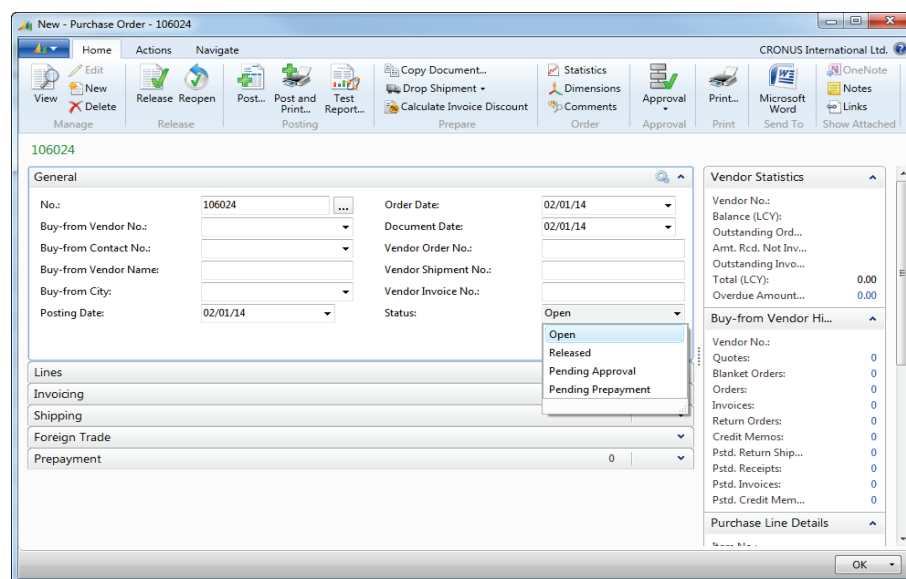 New - Purchase Order - 106024
Home Actions Navigate CRONUS International Ltd.
View
Edit
New
Delete
Manage
Release Reopen
Release
Post... Post and Print... Test Report...
Posting
Copy Document...
Drop Shipment
Calculate Invoice Discount
Prepare
Statistics
Dimensions
Comments
Order
Approval
Approval
Print...
Print
Microsoft Word
Send To
OneNote
Notes
Links
Show Attached
106024
General
No.: 106024 ...
Buy-from Vendor No.:
Buy-from Contact No.:
Buy-from Vendor Name:
Buy-from City:
Posting Date: 02/01/14
Order Date: 02/01/14
Document Date: 02/01/14
Vendor Order No.:
Vendor Shipment No.:
Vendor Invoice No.:
Status: Open
Open
Released
Pending Approval
Pending Prepayment
Lines
Invoicing
Shipping
Foreign Trade
Prepayment 0
Vendor Statistics
Vendor No.:
Balance (LCY):
Outstanding Ord...
Amt. Rcd. Not Inv...
Outstanding Invo...
Total (LCY): 0.00
Overdue Amount... 0.00
Buy-from Vendor Hi...
Vendor No.:
Quotes: 0
Blanket Orders: 0
Orders: 0
Invoices: 0
Return Orders: 0
Credit Memos: 0
Pstd. Return Ship... 0
Pstd. Receipts: 0
Pstd. Invoices: 0
Pstd. Credit Mem... 0
Purchase Line Details
OK